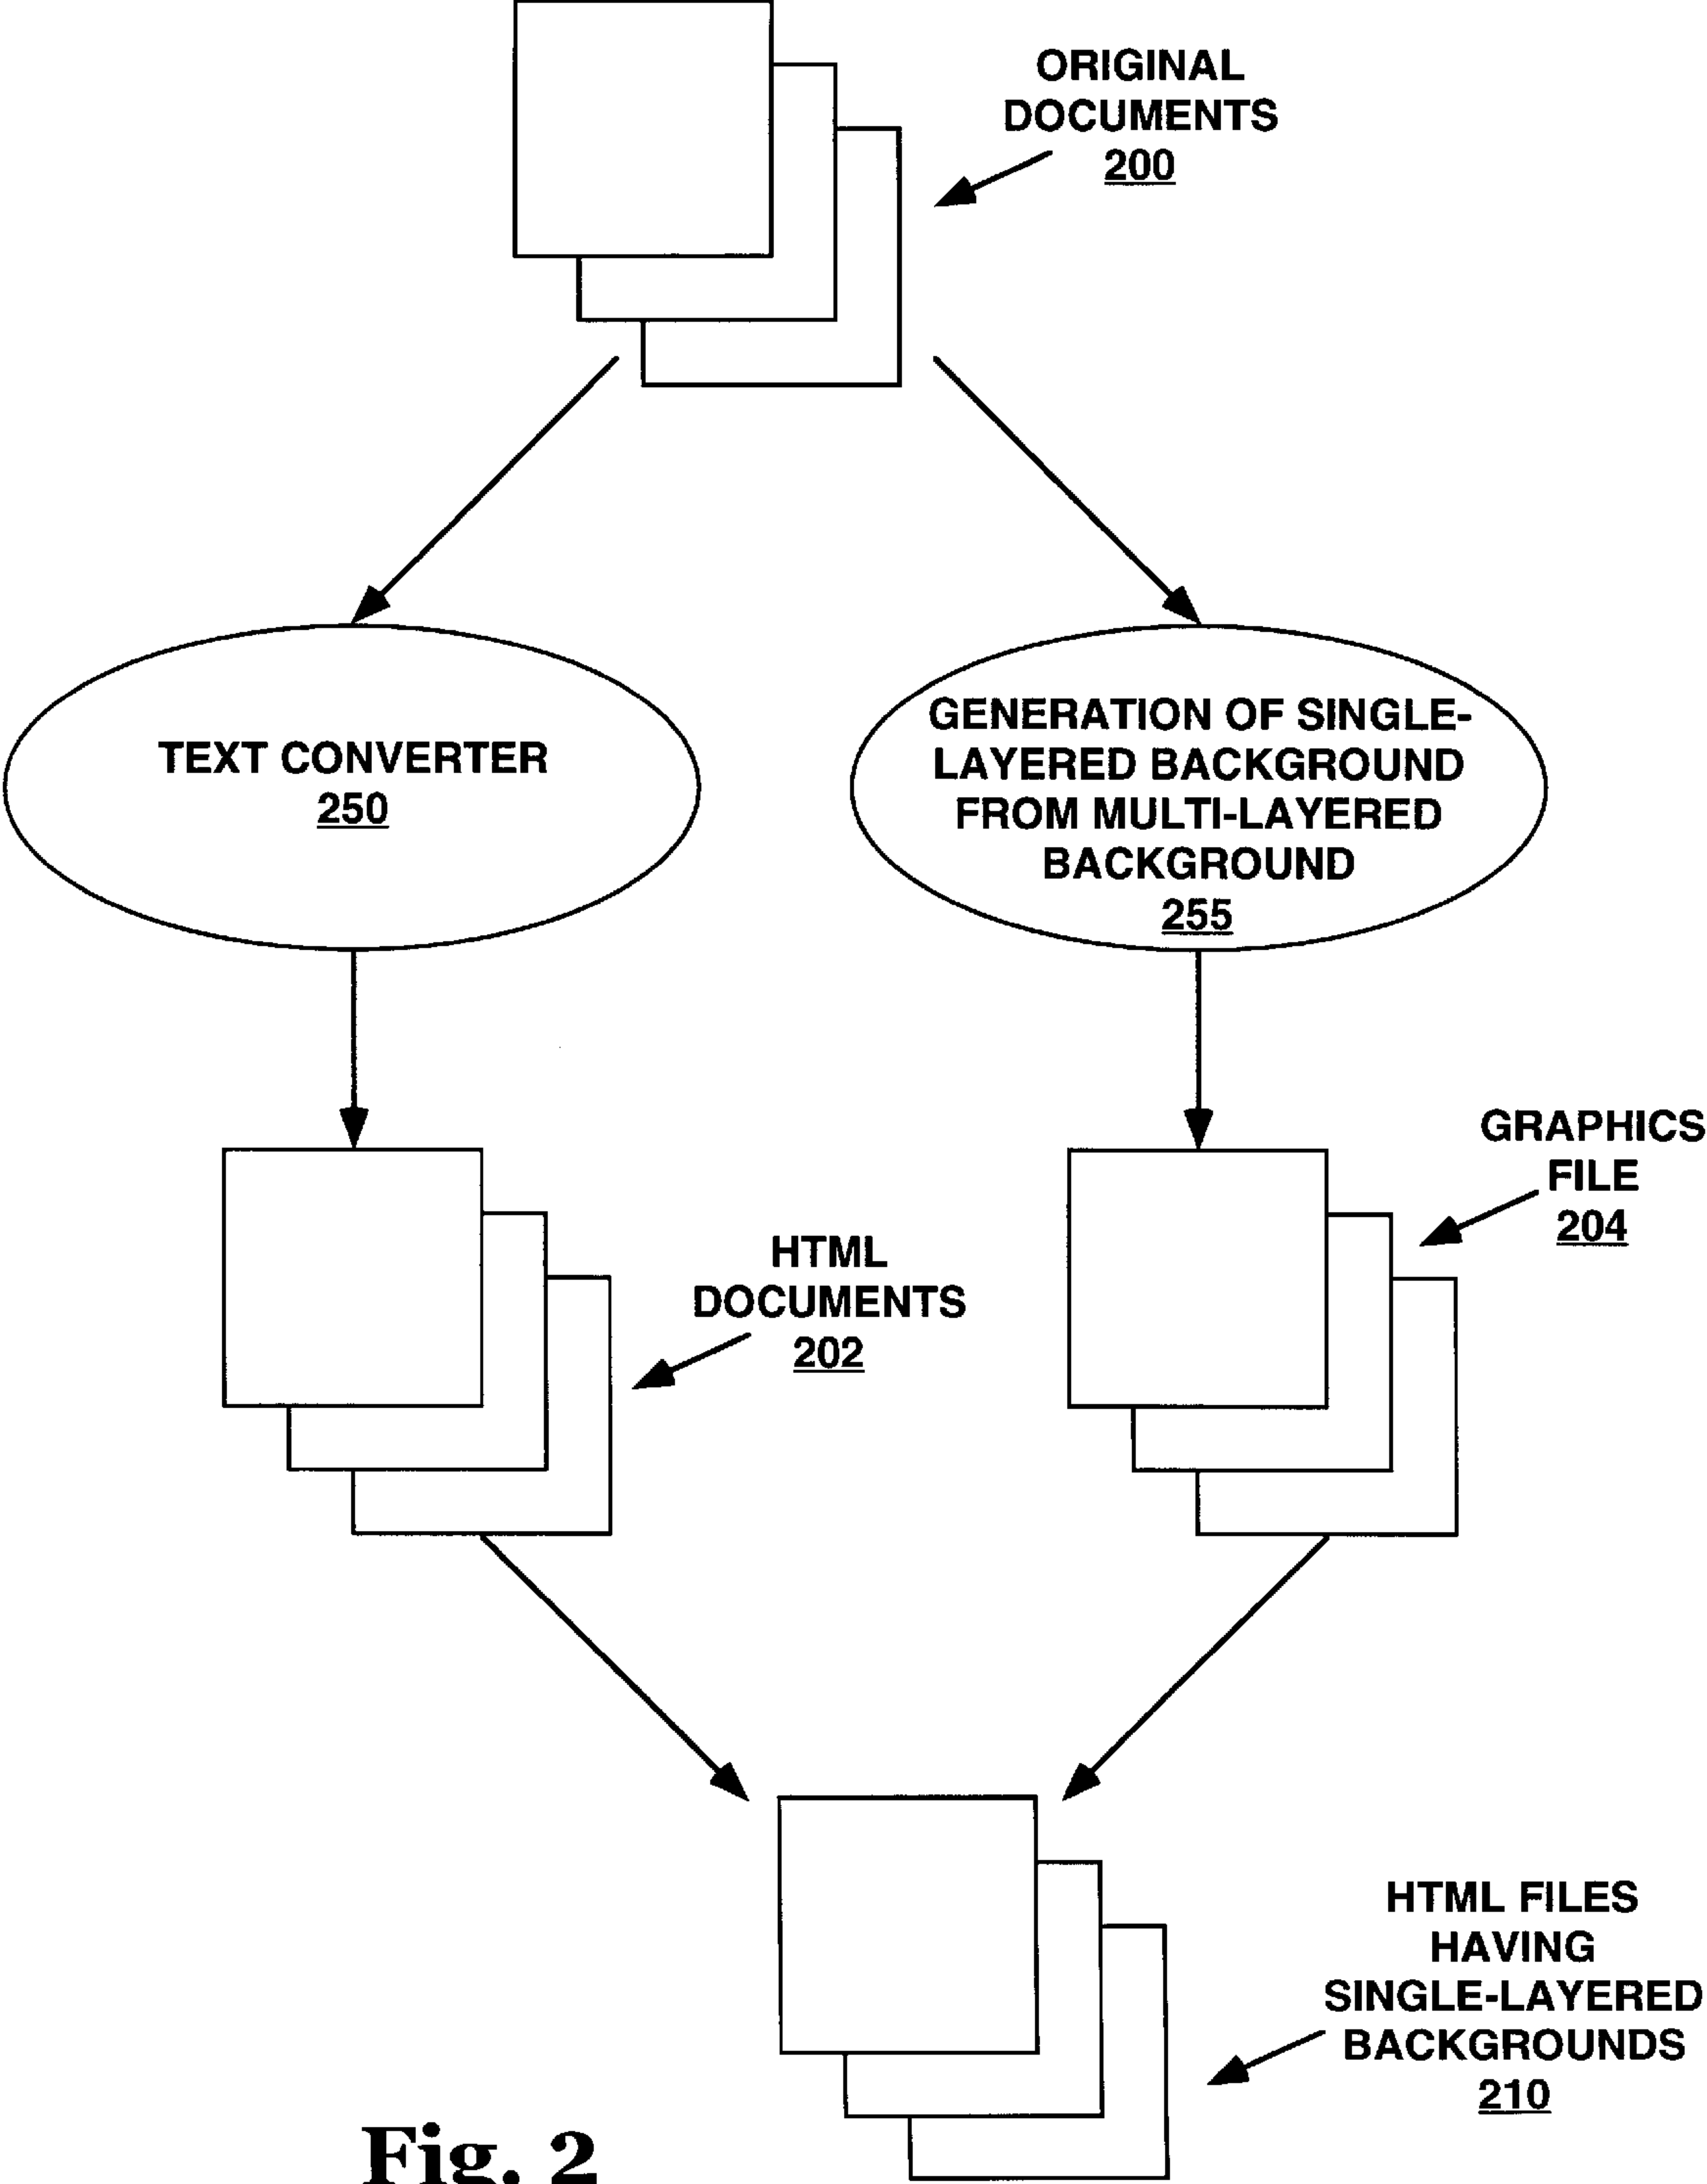 ORIGINAL
DOCUMENTS
200
TEXT CONVERTER
250
GENERATION OF SINGLE-
LAYERED BACKGROUND
FROM MULTI-LAYERED
BACKGROUND
255
GRAPHICS
FILE
204
HTML
DOCUMENTS
202
HTML FILES
HAVING
SINGLE-LAYERED
BACKGROUNDS
210
Fig. 2